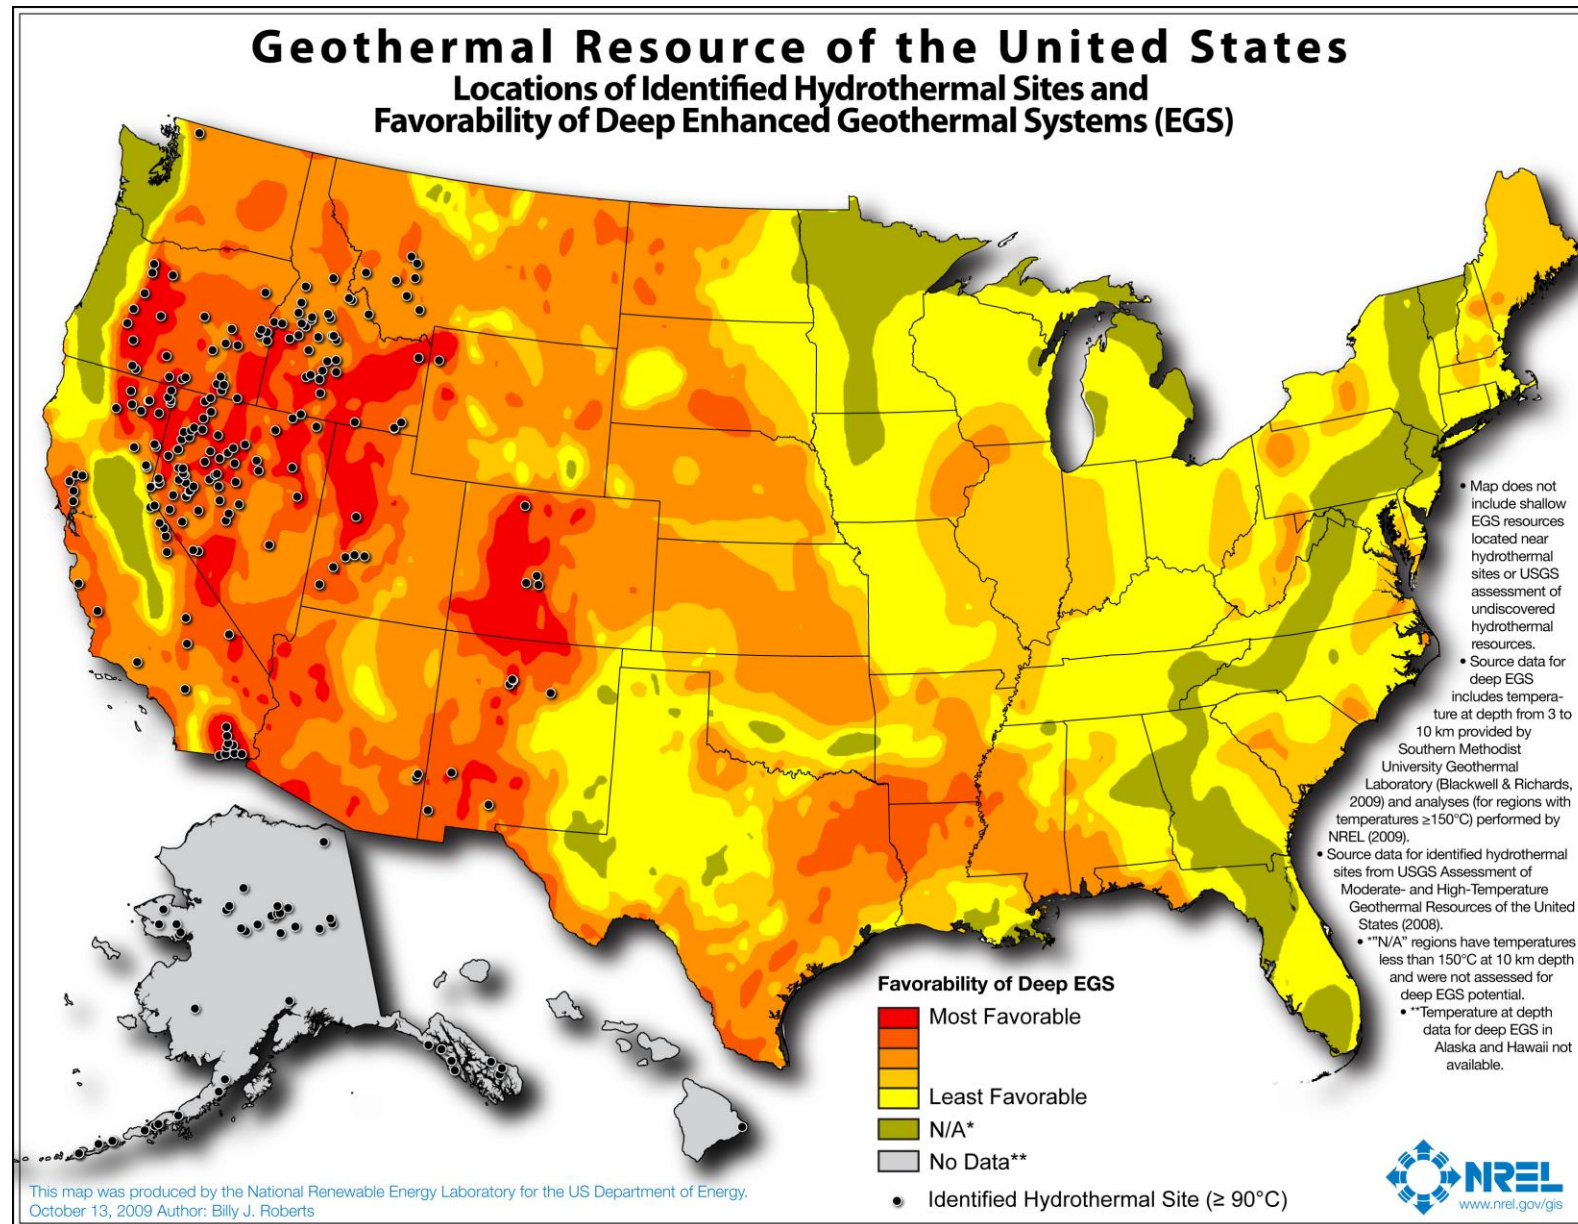 Geothermal Resource of the United States
Locations of Identified Hydrothermal Sites and
Favorability of Deep Enhanced Geothermal Systems (EGS)
• Map does not
include shallow
EGS resources
located near
hydrothermal
sites or USGS
assessment of
undiscovered
hydrothermal
resources.
• Source data for
deep EGS
includes tempera-
ture at depth from 3 to
10 km provided by
Southern Methodist
University Geothermal
Laboratory (Blackwell & Richards,
2009) and analyses (for regions with
temperatures ≥150°C) performed by
NREL (2009).
• Source data for identified hydrothermal
sites from USGS Assessment of
Moderate- and High-Temperature
Geothermal Resources of the United
States (2008).
• *"N/A" regions have temperatures
less than 150°C at 10 km depth
and were not assessed for
deep EGS potential.
• **Temperature at depth
data for deep EGS in
Alaska and Hawaii not
available.
Favorability of Deep EGS
Most Favorable
Least Favorable
N/A*
No Data**
Identified Hydrothermal Site (≥ 90°C)
This map was produced by the National Renewable Energy Laboratory for the US Department of Energy.
October 13, 2009 Author: Billy J. Roberts
NREL
www.nrel.gov/gis